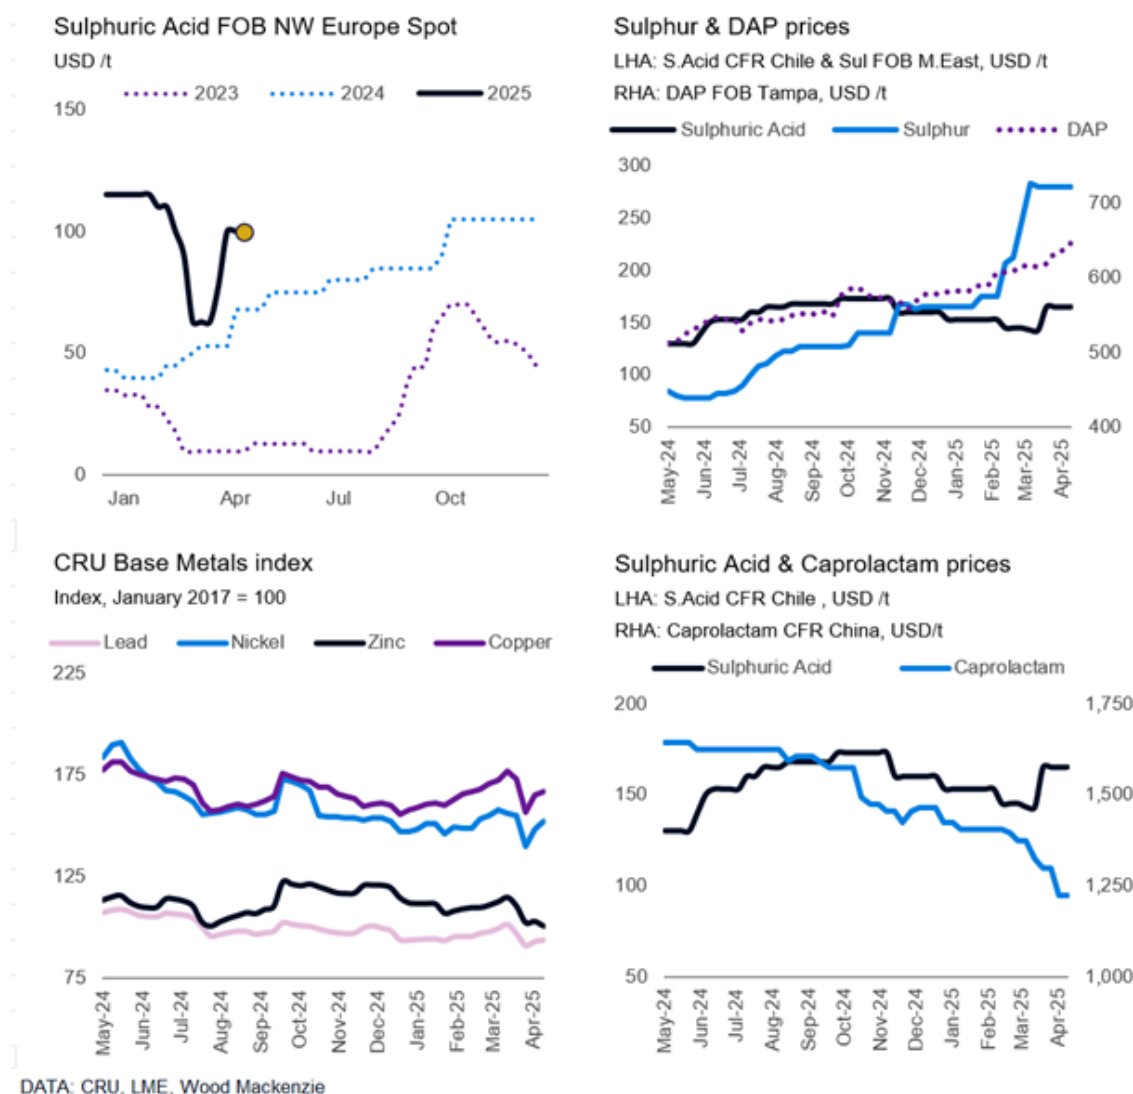 Sulphuric Acid FOB NW Europe Spot
USD /t
2023 2024 2025
150
100
50
0
Jan Apr Jul Oct
Sulphur & DAP prices
LHA: S.Acid CFR Chile & Sul FOB M.East, USD /t
RHA: DAP FOB Tampa, USD /t
Sulphuric Acid Sulphur DAP
300
250
200
150
100
50
700
600
500
400
May-24 Jun-24 Jul-24 Aug-24 Sep-24 Oct-24 Nov-24 Dec-24 Jan-25 Feb-25 Mar-25 Apr-25
CRU Base Metals index
Index, January 2017 = 100
Lead Nickel Zinc Copper
225
175
125
75
May-24 Jun-24 Jul-24 Aug-24 Sep-24 Oct-24 Nov-24 Dec-24 Jan-25 Feb-25 Mar-25 Apr-25
Sulphuric Acid & Caprolactam prices
LHA: S.Acid CFR Chile , USD /t
RHA: Caprolactam CFR China, USD/t
Sulphuric Acid Caprolactam
200
150
100
50
1,750
1,500
1,250
1,000
May-24 Jun-24 Jul-24 Aug-24 Sep-24 Oct-24 Nov-24 Dec-24 Jan-25 Feb-25 Mar-25 Apr-25
DATA: CRU, LME, Wood Mackenzie